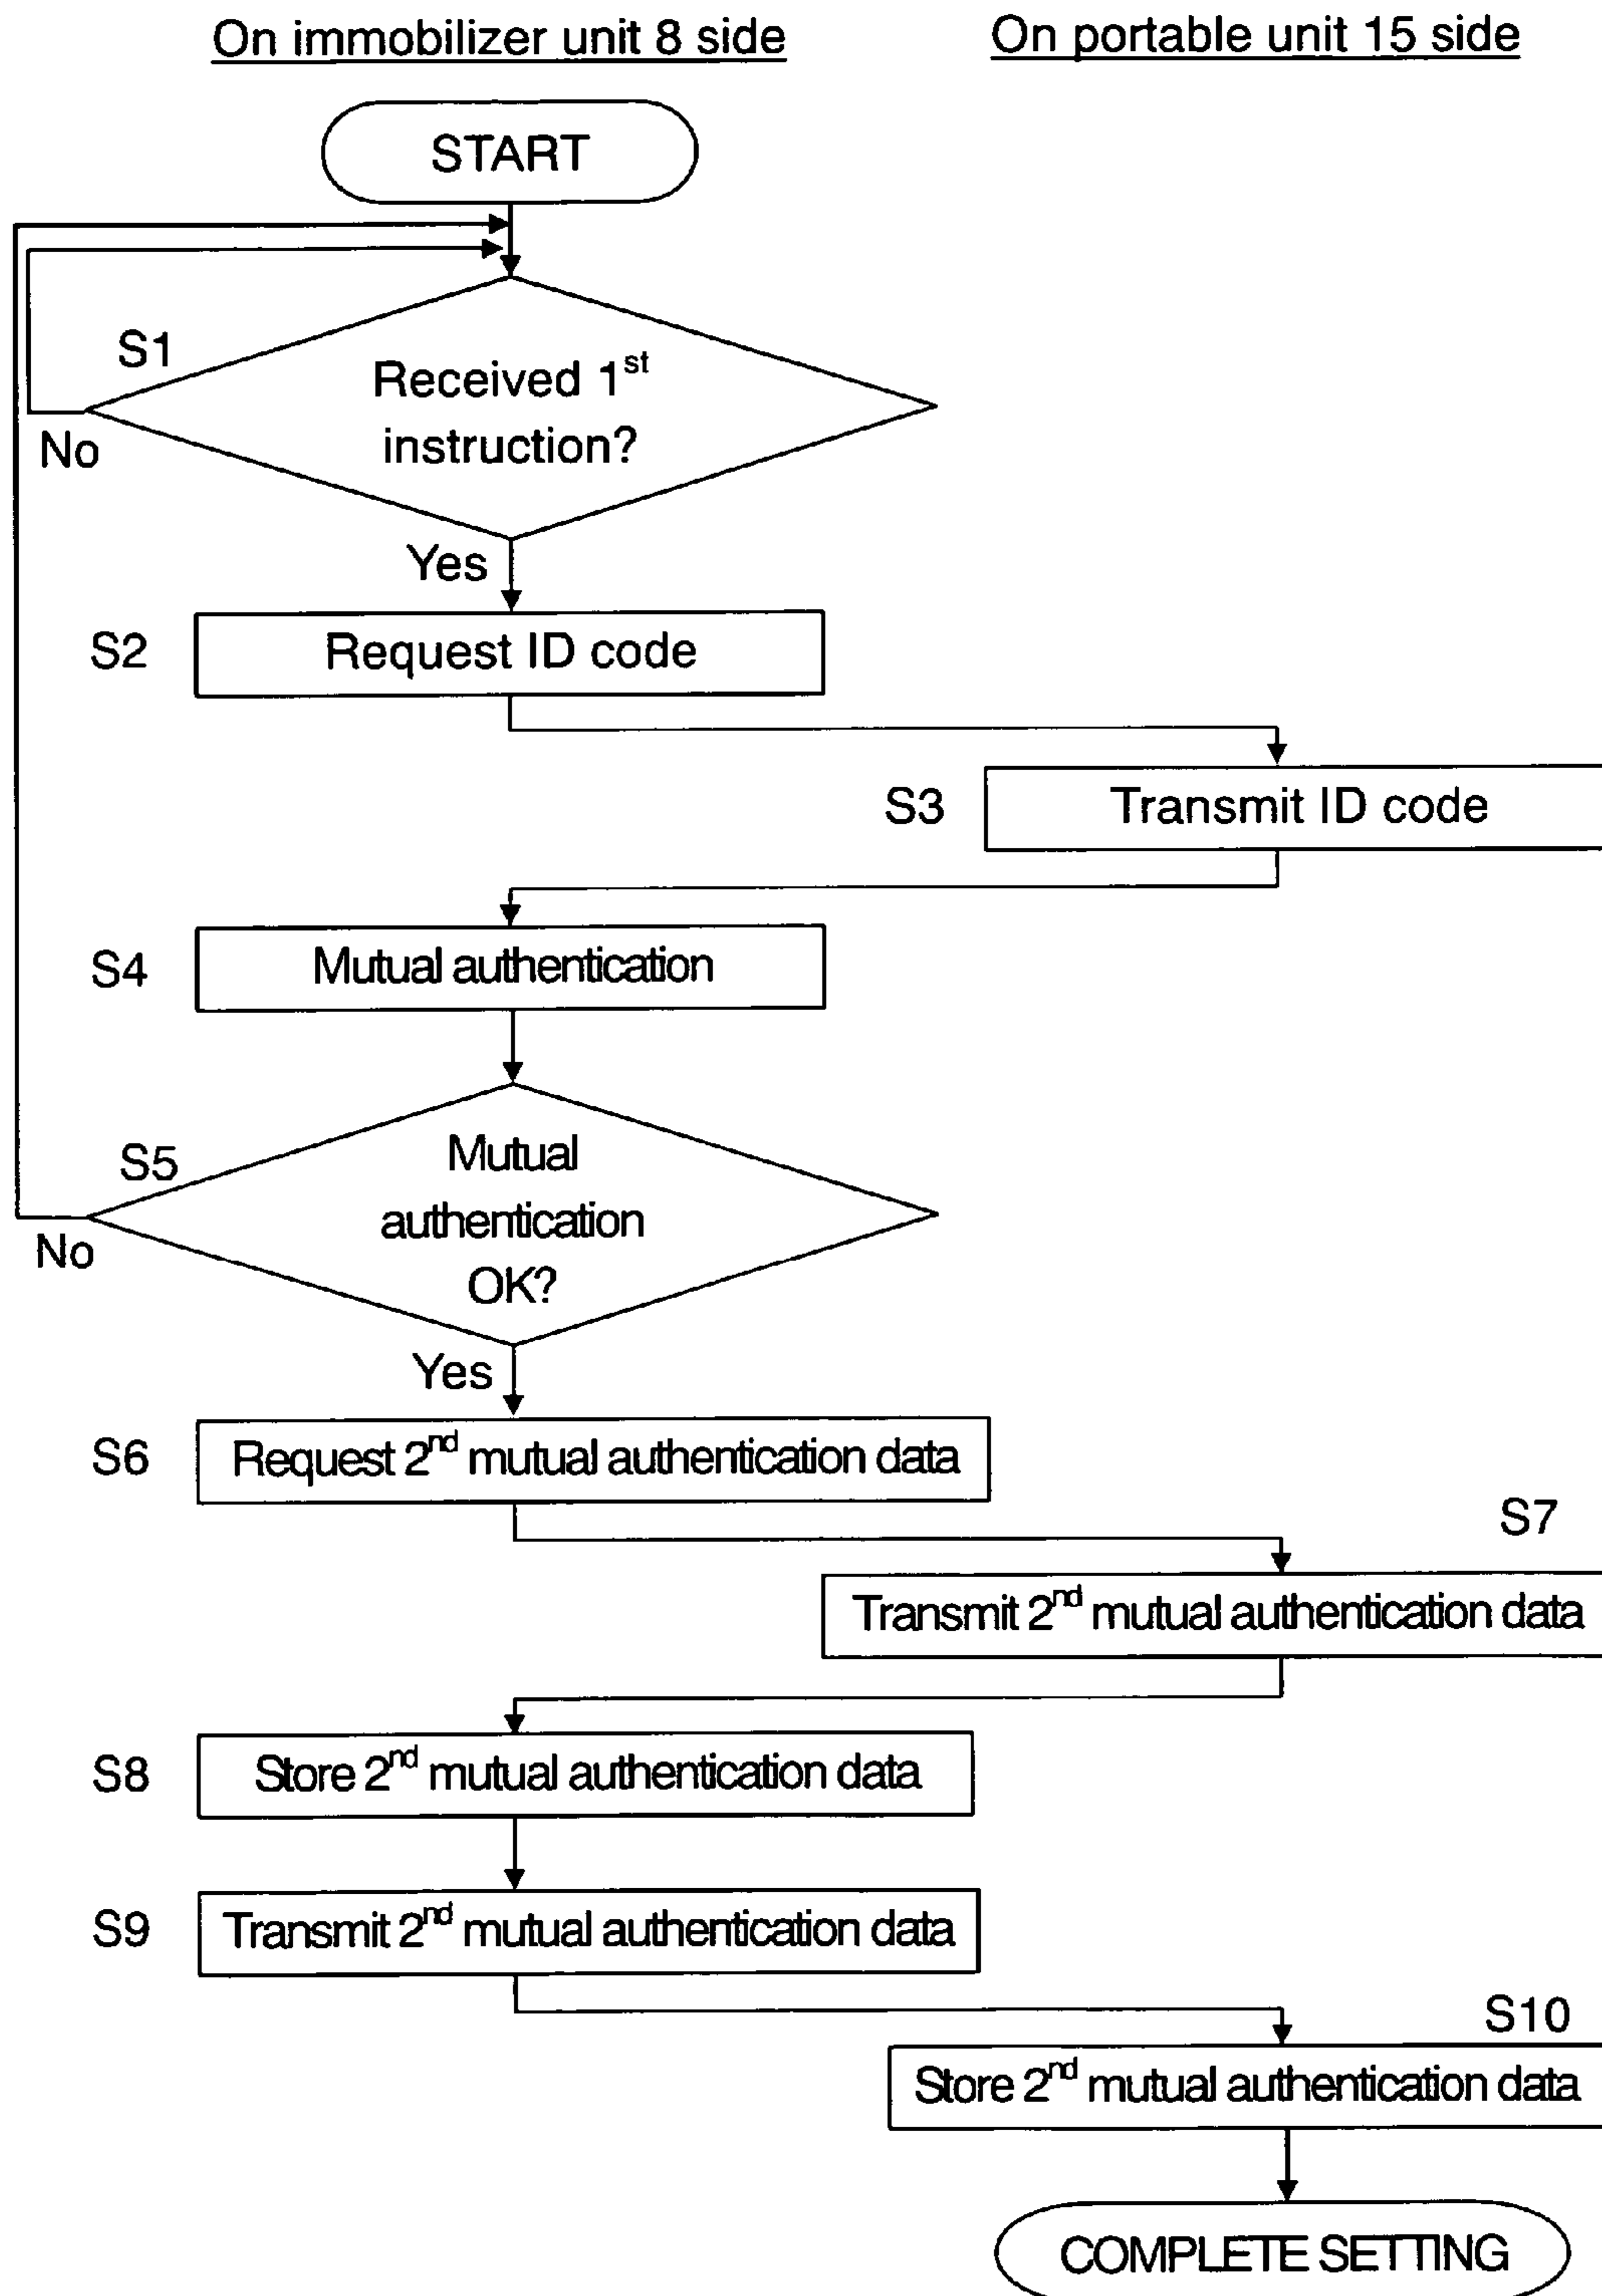 On immobilizer unit 8 side
On portable unit 15 side
START
S1
Received 1st
instruction?
No
Yes
S2
Request ID code
S3
Transmit ID code
S4
Mutual authentication
S5
Mutual
authentication
OK?
No
Yes
S6
Request 2nd mutual authentication data
S7
Transmit 2nd mutual authentication data
S8
Store 2nd mutual authentication data
S9
Transmit 2nd mutual authentication data
S10
Store 2nd mutual authentication data
COMPLETE SETTING